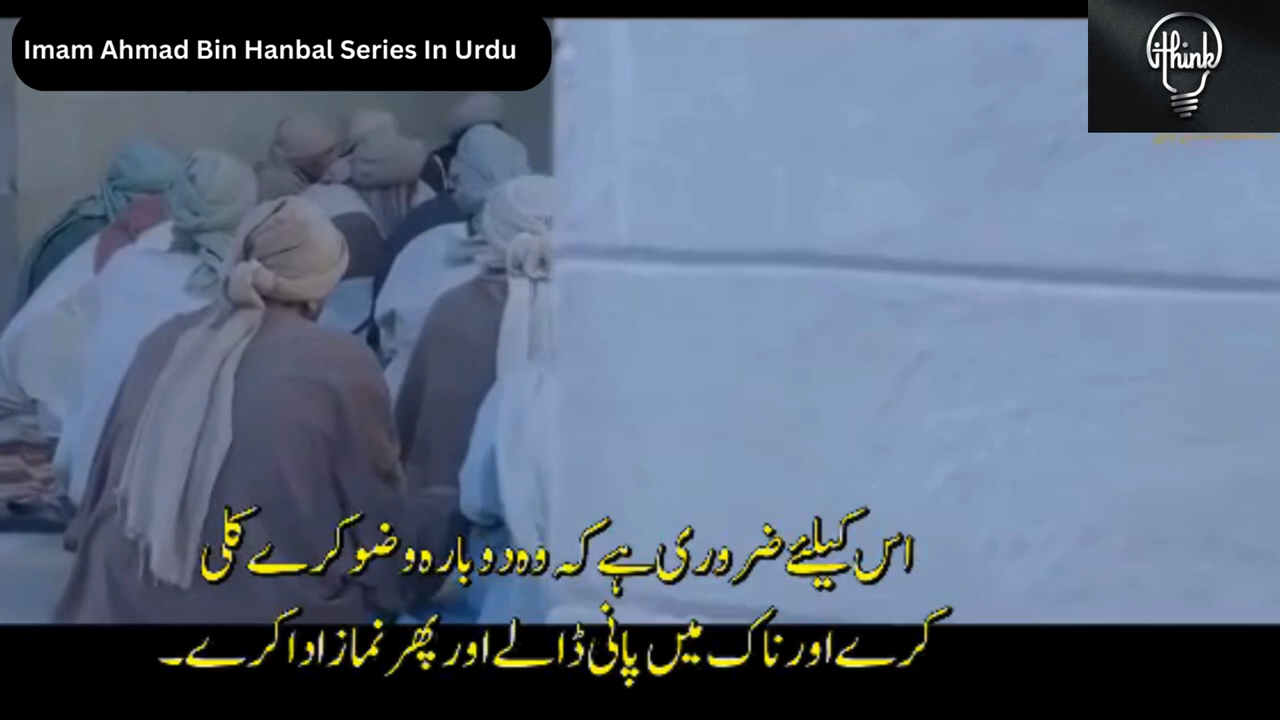 Imam Ahmad Bin Hanbal Series In Urdu
ithink
اس کیلئے ضروری ہے کہ وہ دوبارہ وضو کرے کلی
کرے اور ناک میں پانی ڈالے اور پھر نماز ادا کرے۔